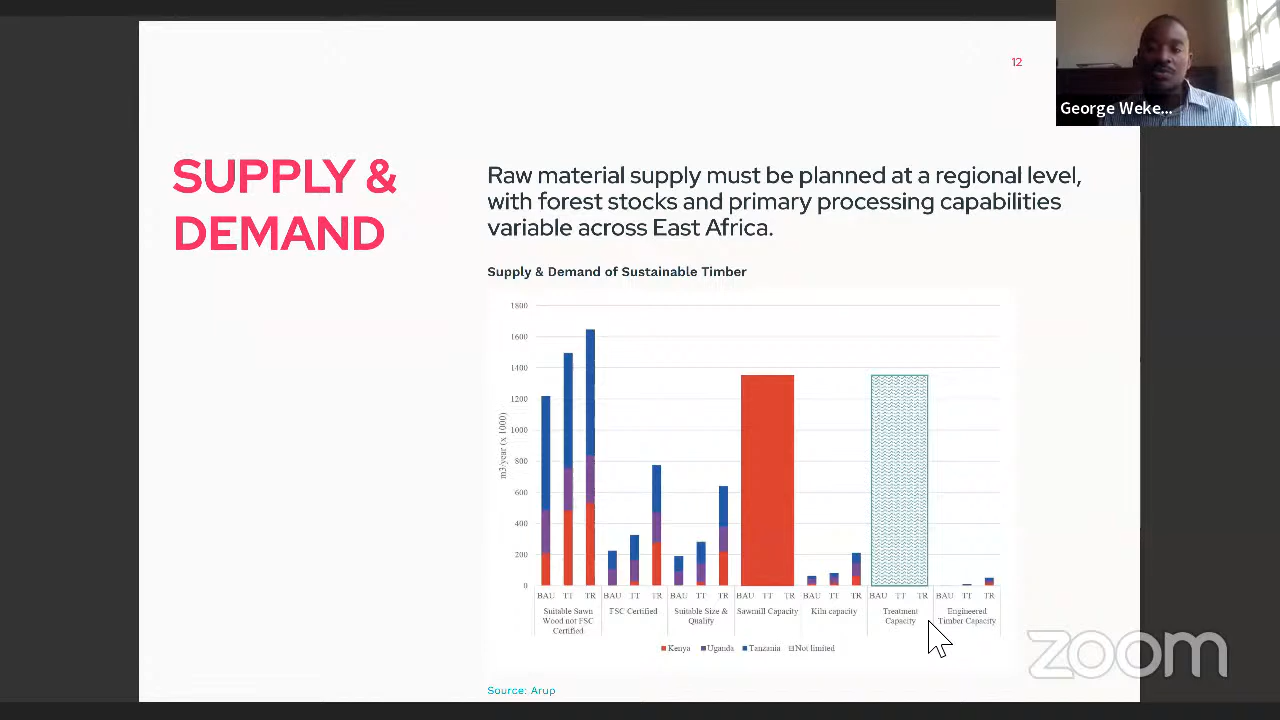 12
George Weke...
SUPPLY &
DEMAND
Raw material supply must be planned at a regional level,
with forest stocks and primary processing capabilities
variable across East Africa.
Supply & Demand of Sustainable Timber
m3/year (x 1000)
1800
1600
1400
1200
1000
800
600
400
200
0
BAU TT TR BAU TT TR BAU TT TR BAU TT TR BAU TT TR BAU TT TR BAU TT TR
Suitable Sawn
Wood not FSC
Certified
FSC Certified
Suitable Size &
Quality
Sawmill Capacity
Kiln capacity
Treatment
Capacity
Engineered
Timber Capacity
Kenya Uganda Tanzania Not limited
Source: Arup
zoom